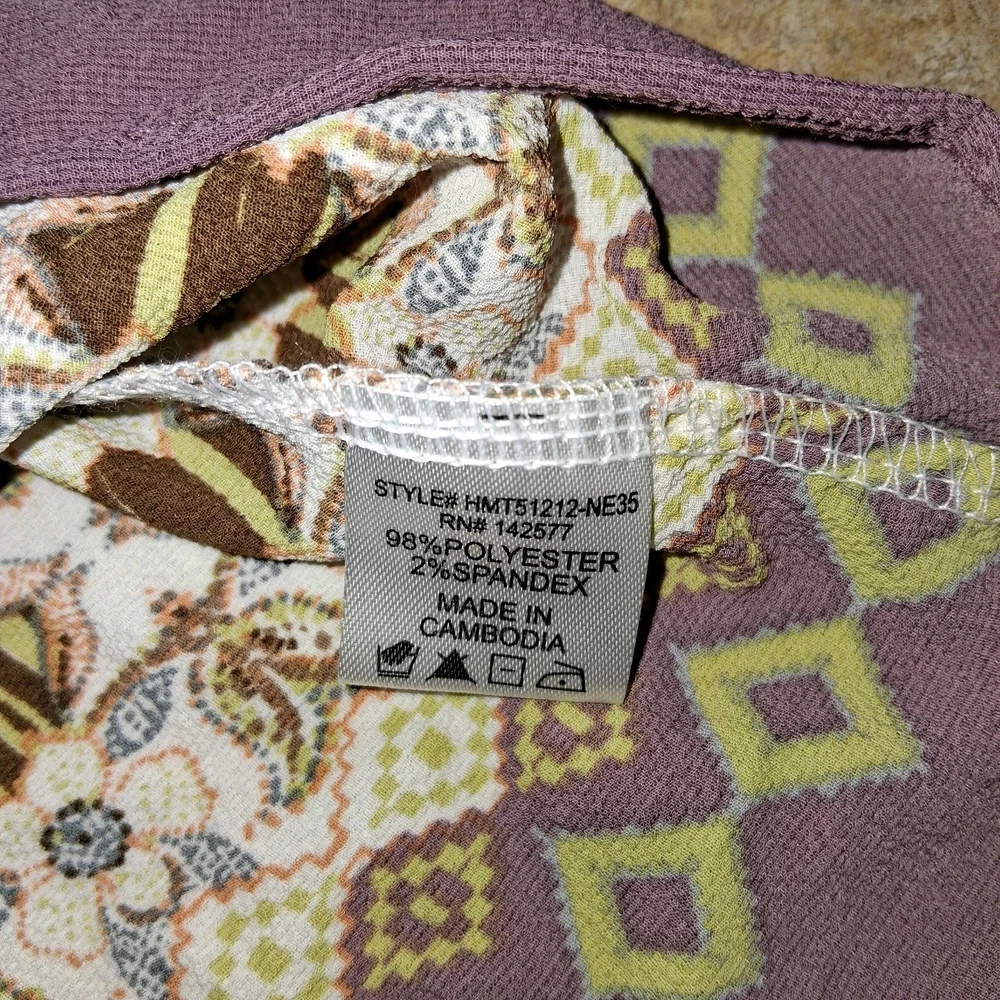 STYLE# HMT51212-NE35
RN# 142577
98%POLYESTER
2%SPANDEX
MADE IN
CAMBODIA